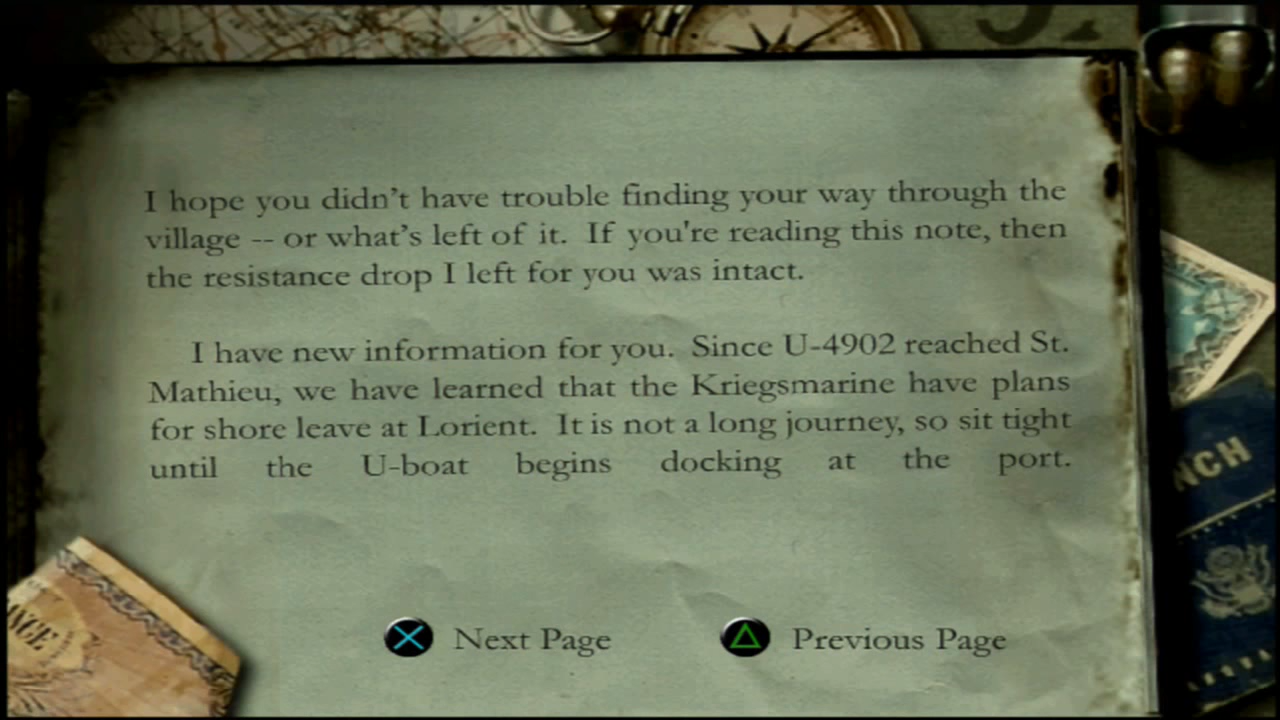 I hope you didn’t have trouble finding your way through the
village -- or what’s left of it.  If you're reading this note, then
the resistance drop I left for you was intact.
I have new information for you.  Since U-4902 reached St.
Mathieu, we have learned that the Kriegsmarine have plans
for shore leave at Lorient.  It is not a long journey, so sit tight
until the U-boat begins docking at the port.
Next Page
Previous Page
NCH
NCE